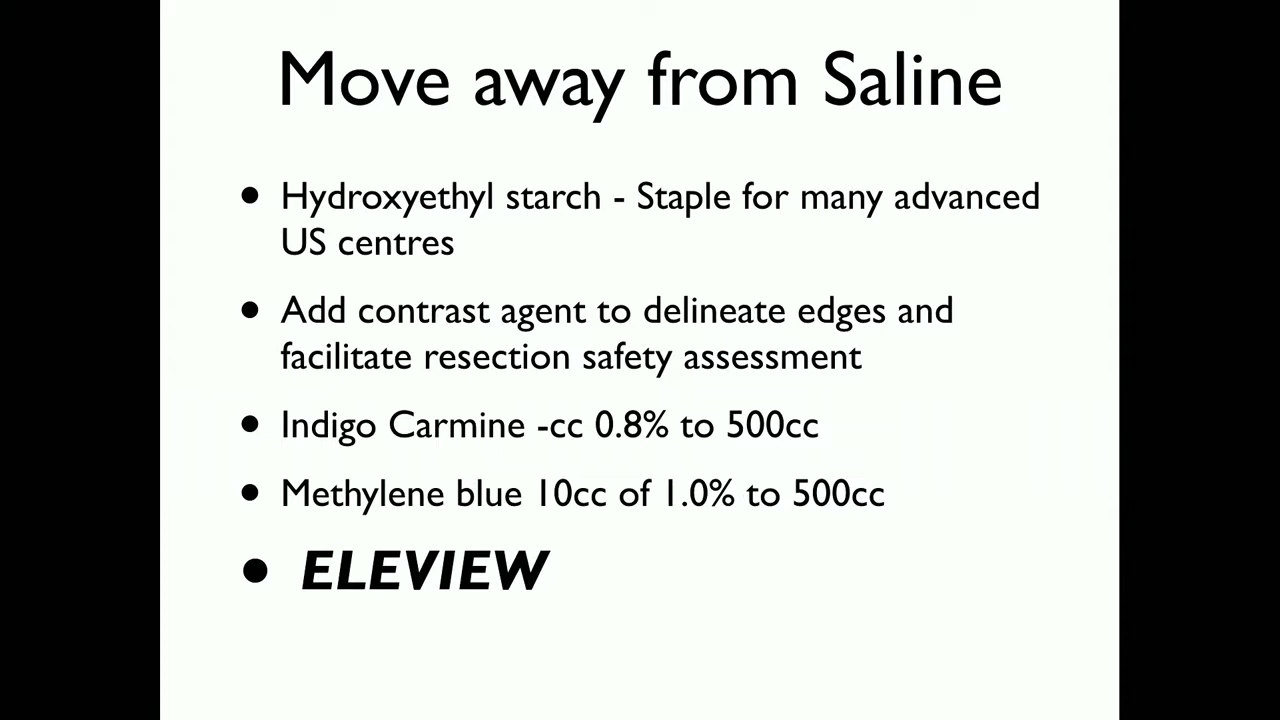 Move away from Saline
• Hydroxyethyl starch - Staple for many advanced
US centres
• Add contrast agent to delineate edges and
facilitate resection safety assessment
• Indigo Carmine -cc 0.8% to 500cc
• Methylene blue 10cc of 1.0% to 500cc
• ELEVIEW